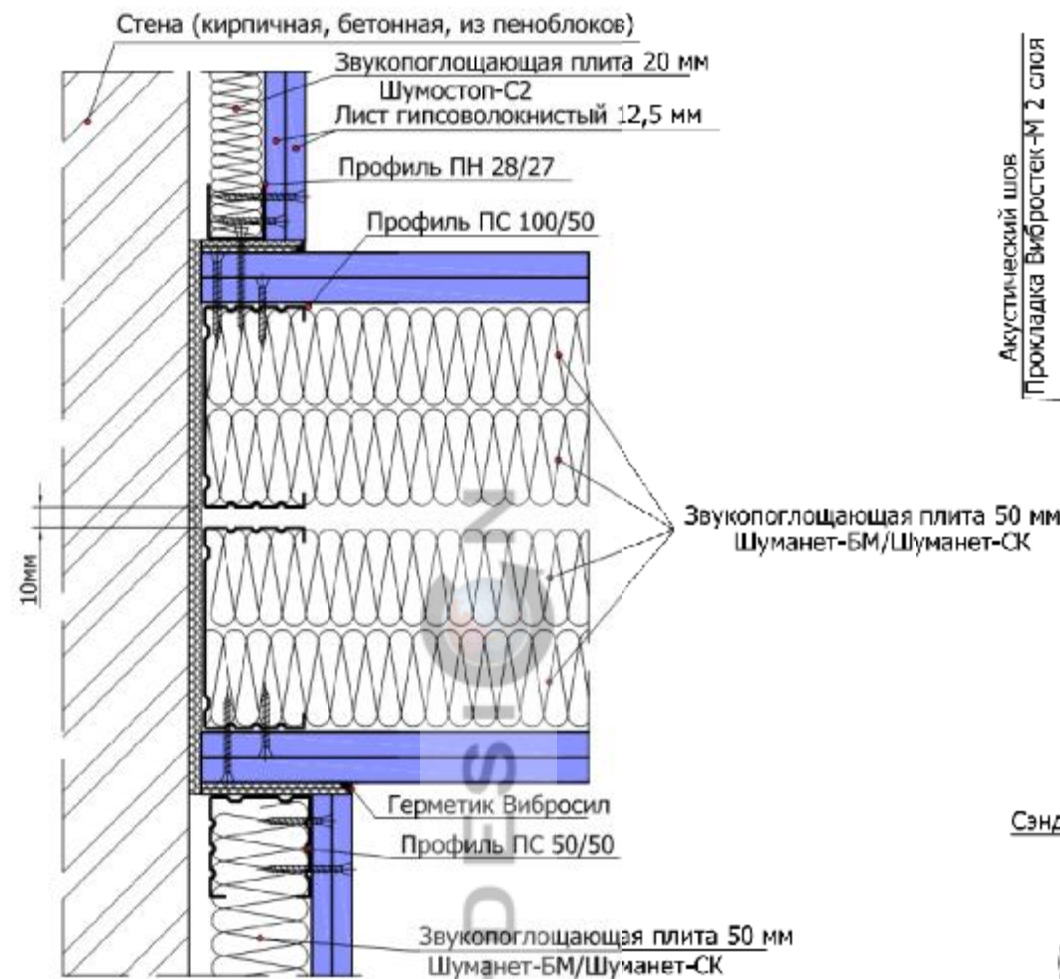 Стена (кирпичная, бетонная, из пеноблоков)
Звукопоглощающая плита 20 мм
Шумостоп-С2
Лист гипсоволокнистый 12,5 мм
Профиль ПН 28/27
Профиль ПС 100/50
Акустический шов
Прокладка Вибростек-М 2 слоя
Звукопоглощающая плита 50 мм
Шуманет-БМ/Шуманет-СК
10мм
DESIGN
Герметик Вибросил
Профиль ПС 50/50
Сэнд
Звукопоглощающая плита 50 мм
Шуманет-БМ/Шуманет-СК